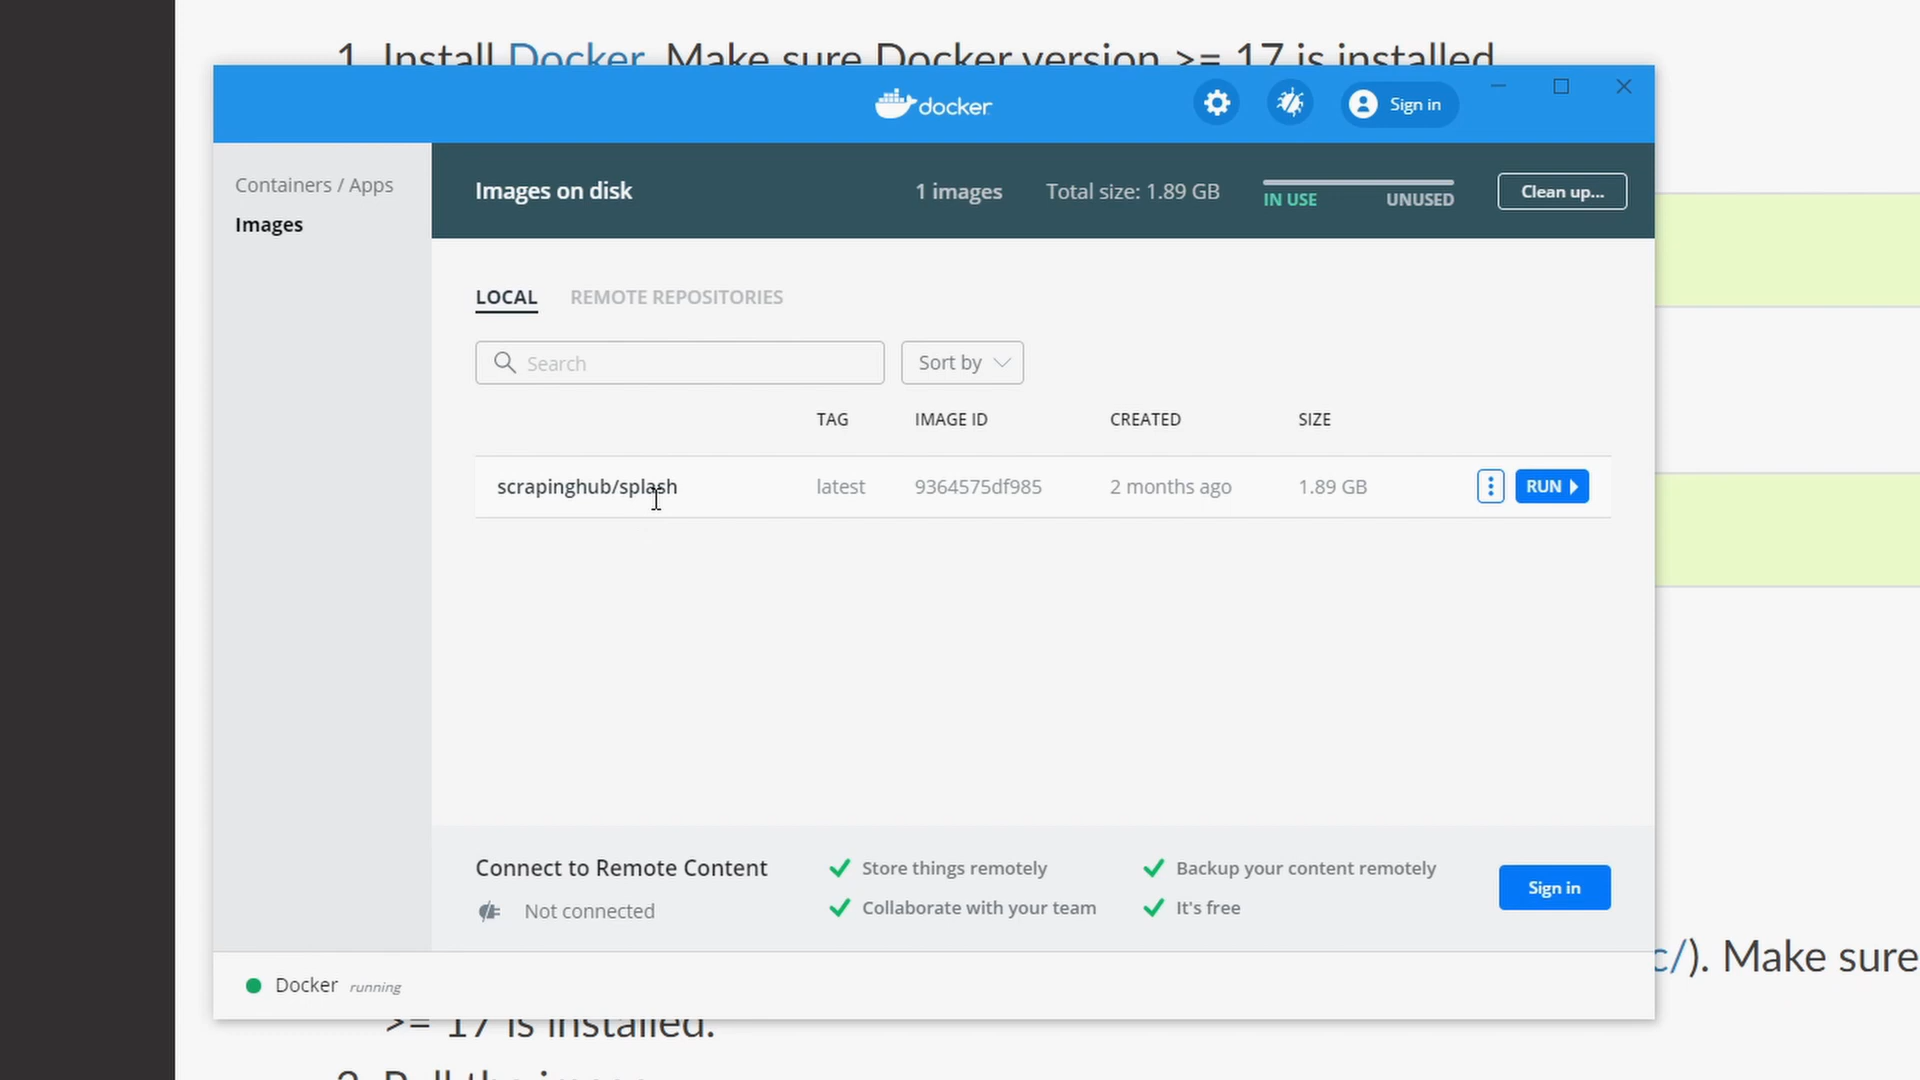 1. Install Docker. Make sure Docker version >= 17 is installed
docker
Sign in
Containers / Apps
Images
Images on disk
1 images
Total size: 1.89 GB
IN USE
UNUSED
Clean up...
LOCAL
REMOTE REPOSITORIES
Search
Sort by
TAG
IMAGE ID
CREATED
SIZE
scrapinghub/splash
latest
9364575df985
2 months ago
1.89 GB
RUN
Connect to Remote Content
Not connected
Store things remotely
Backup your content remotely
Collaborate with your team
It's free
Sign in
c/). Make sure
Docker running
>= 17 is installed.
2. Pull the image